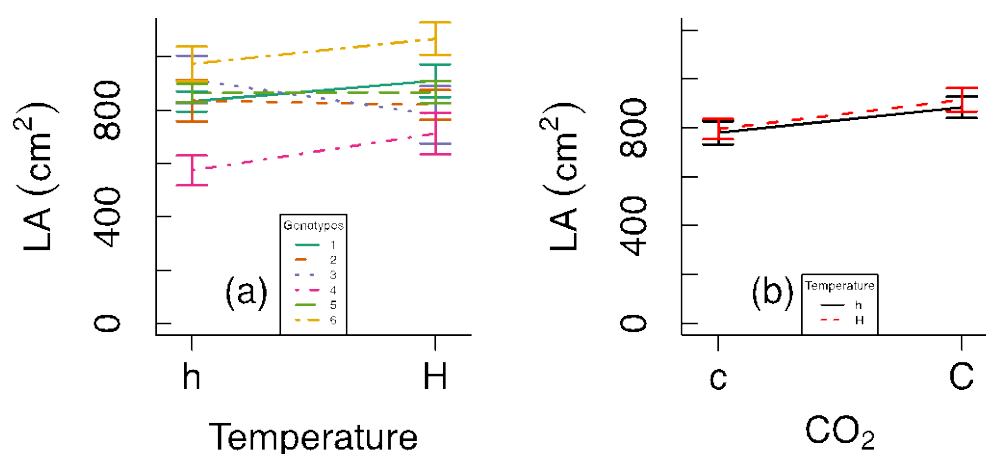 LA (cm²)
0
400
800
(a)
Genotypes
1
2
3
4
5
6
h
H
Temperature
LA (cm²)
0
400
800
(b)
Temperature
h
H
c
C
CO₂